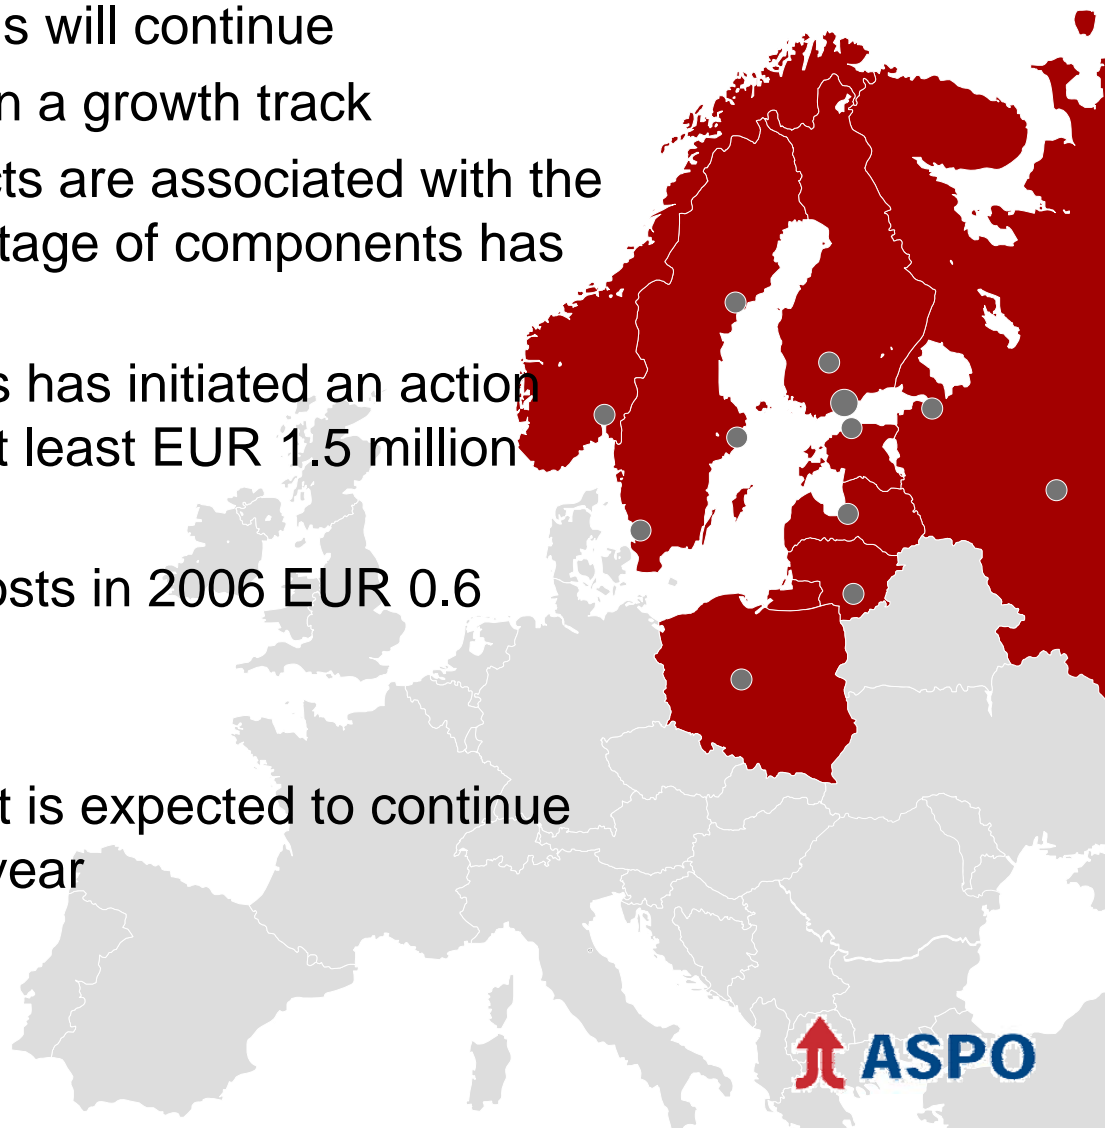 s will continue
n a growth track
cts are associated with the
tage of components has
s has initiated an action
t least EUR 1.5 million
osts in 2006 EUR 0.6
t is expected to continue
year
ASPO